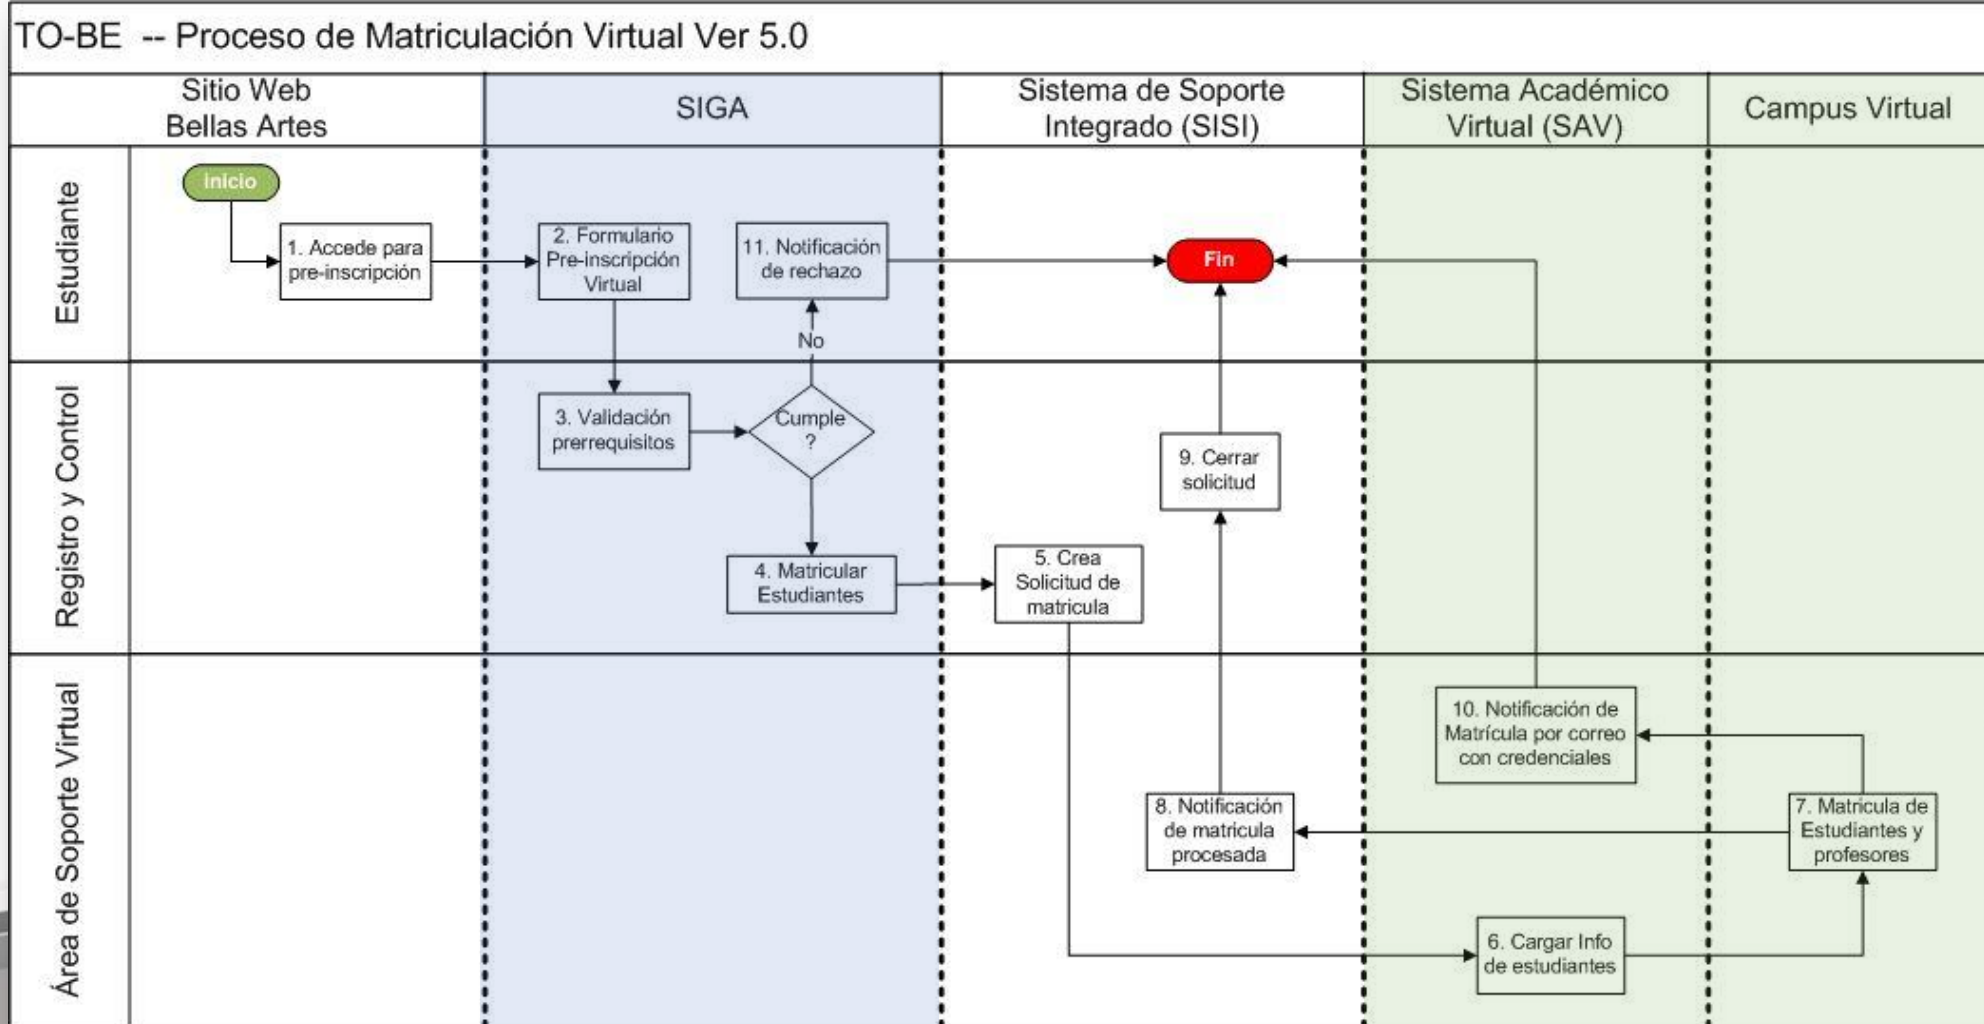 TO-BE -- Proceso de Matriculación Virtual Ver 5.0
Sitio Web
Bellas Artes
SIGA
Sistema de Soporte
Integrado (SISI)
Sistema Académico
Virtual (SAV)
Campus Virtual
Estudiante
Inicio
1. Accede para
pre-inscripción
2. Formulario
Pre-inscripción
Virtual
11. Notificación
de rechazo
Fin
No
Registro y Control
3. Validación
prerrequisitos
Cumple
?
9. Cerrar
solicitud
4. Matricular
Estudiantes
5. Crea
Solicitud de
matricula
Área de Soporte Virtual
10. Notificación de
Matrícula por correo
con credenciales
8. Notificación
de matricula
procesada
7. Matricula de
Estudiantes y
profesores
6. Cargar Info
de estudiantes